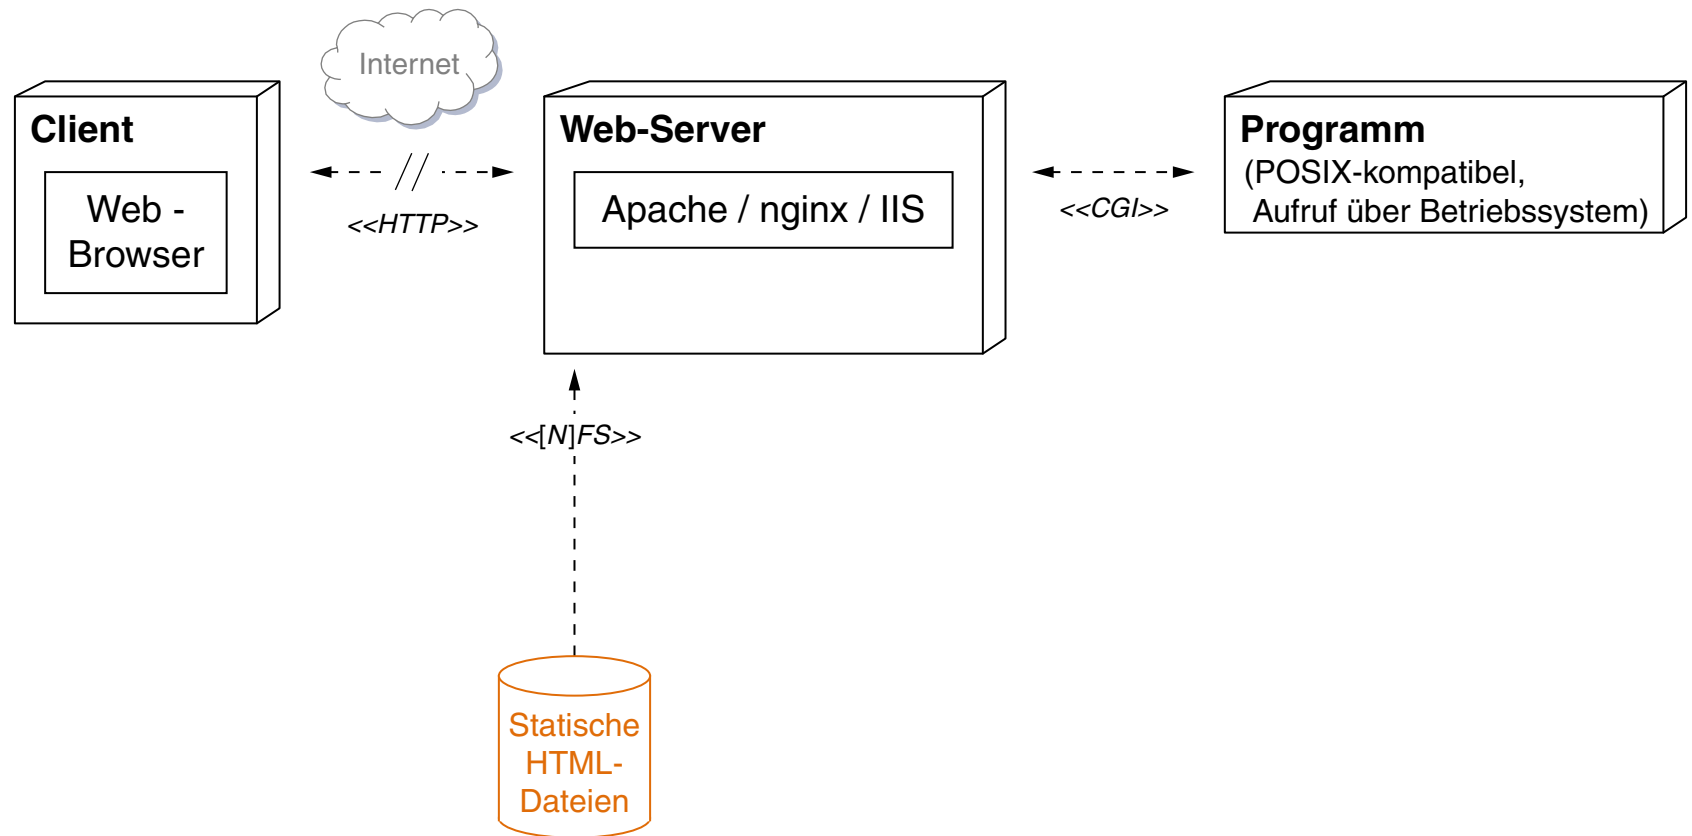 Internet
Client
Web -
Browser
<<HTTP>>
Web-Server
Apache / nginx / IIS
<<CGI>>
Programm
(POSIX-kompatibel,
Aufruf über Betriebssystem)
<<[N]FS>>
Statische
HTML-
Dateien